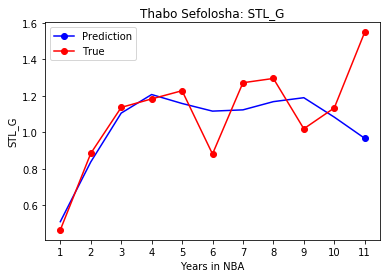 Thabo Sefolosha: STL_G
Prediction
True
STL_G
1.6
1.4
1.2
1.0
0.8
0.6
1 2 3 4 5 6 7 8 9 10 11
Years in NBA